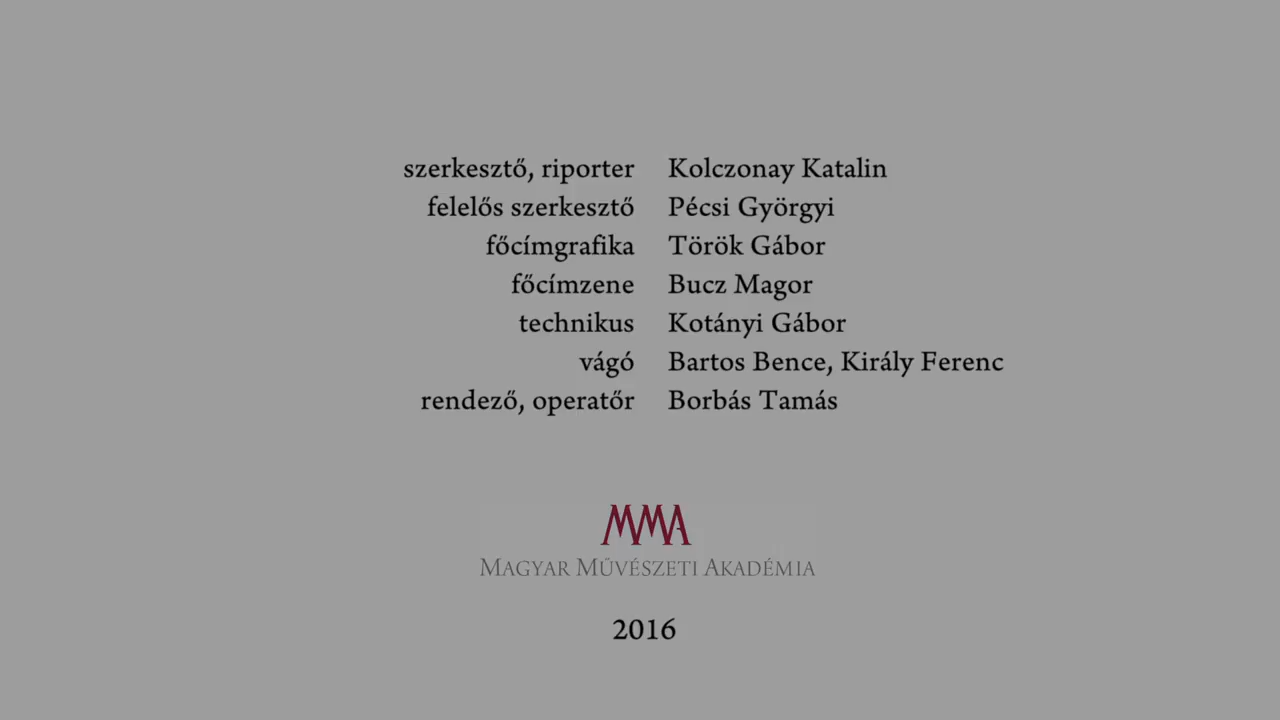 szerkesztő, riporter Kolczonay Katalin
felelős szerkesztő Pécsi Györgyi
főcímgrafika Török Gábor
főcímzene Bucz Magor
technikus Kotányi Gábor
vágó Bartos Bence, Király Ferenc
rendező, operatőr Borbás Tamás
MMA
MAGYAR MŰVÉSZETI AKADÉMIA
2016